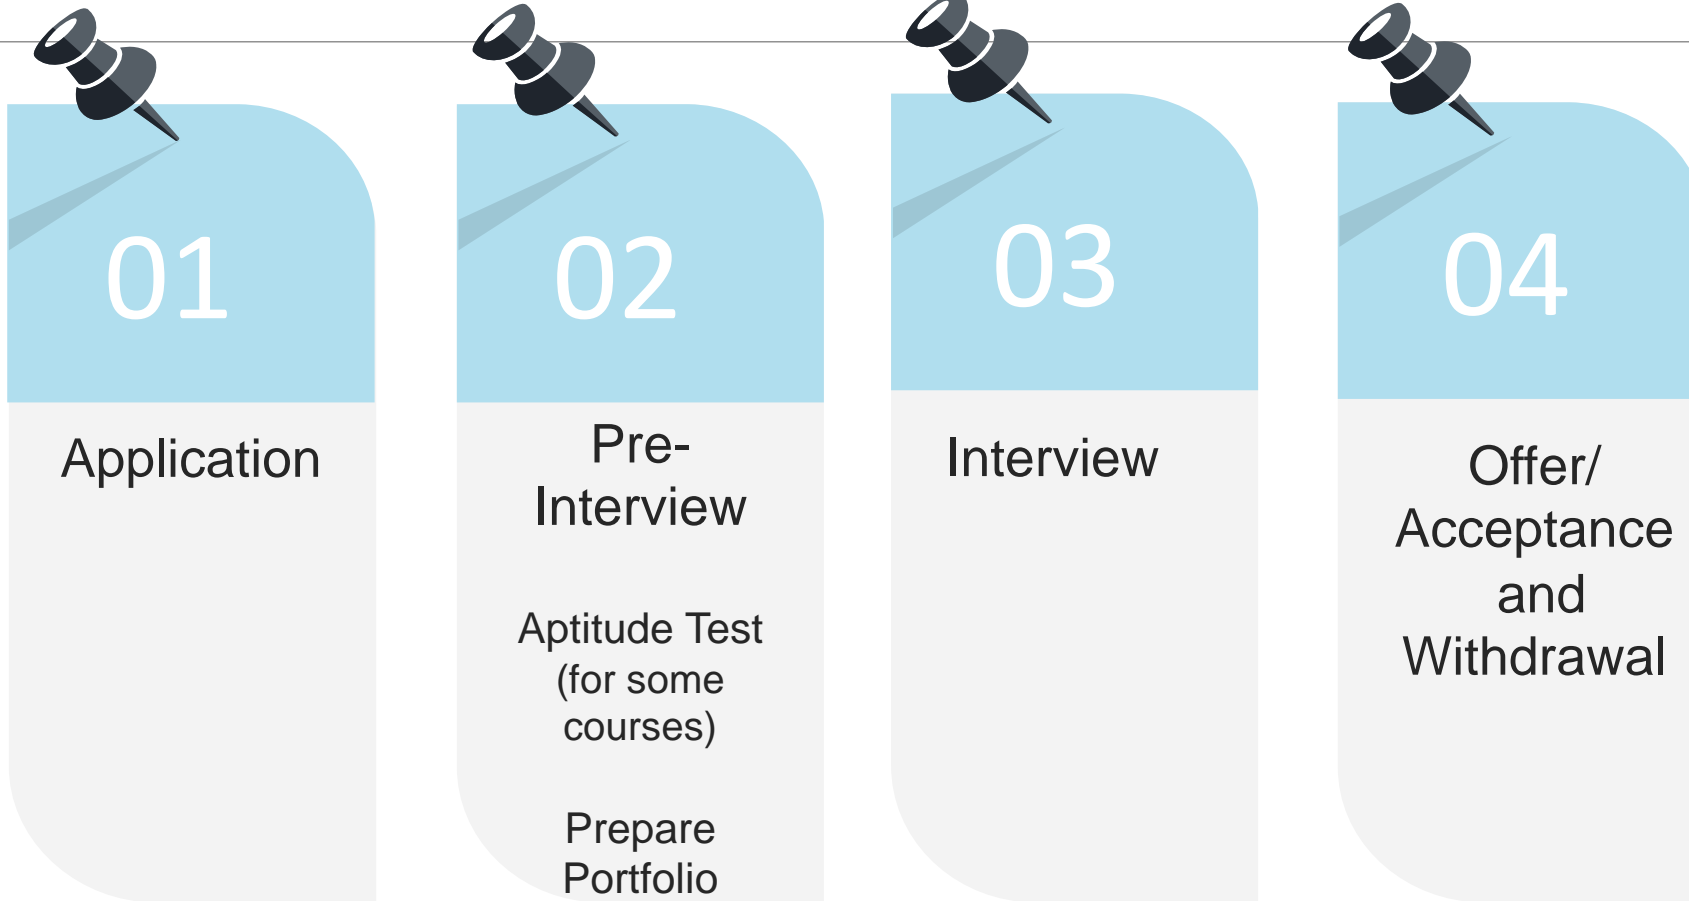 01
Application
02
Pre-
Interview
Aptitude Test
(for some
courses)
Prepare
Portfolio
03
Interview
04
Offer/
Acceptance
and
Withdrawal